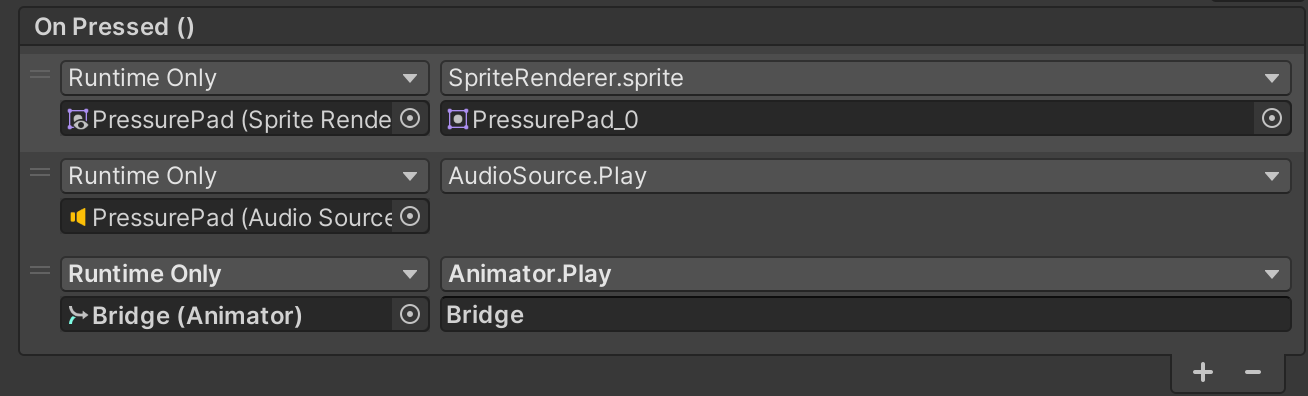 On Pressed ()
Runtime Only
SpriteRenderer.sprite
PressurePad (Sprite Rende
PressurePad_0
Runtime Only
AudioSource.Play
PressurePad (Audio Source
Runtime Only
Animator.Play
Bridge (Animator)
Bridge